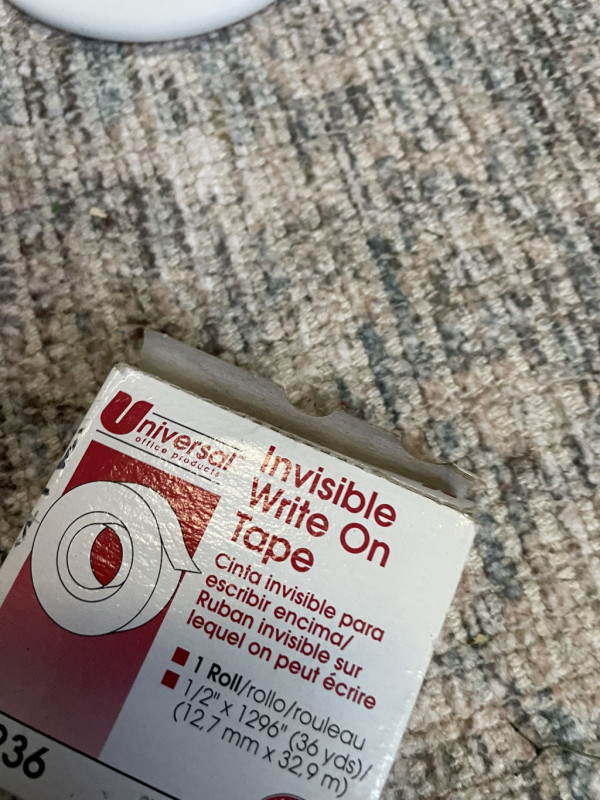 Universal
office products
Invisible
Write On
Tape
Cinta invisible para
escribir encima/
Ruban invisible sur
lequel on peut écrire
1 Roll/rollo/rouleau
1/2" x 1296" (36 yds)/
(12,7 mm x 32,9 m)
936